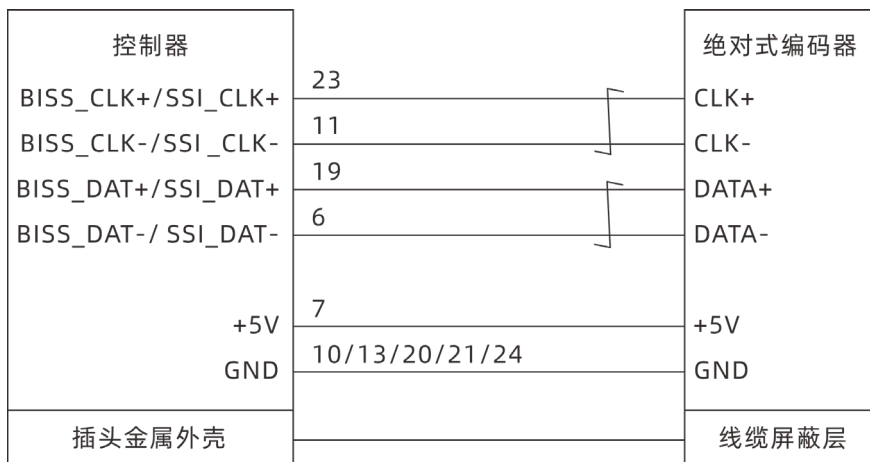 控制器
绝对式编码器
BISS_CLK+/SSI_CLK+ 23 CLK+
BISS_CLK-/SSI _CLK- 11 CLK-
BISS_DAT+/SSI_DAT+ 19 DATA+
BISS_DAT-/ SSI_DAT- 6 DATA-
+5V 7 +5V
GND 10/13/20/21/24 GND
插头金属外壳 线缆屏蔽层